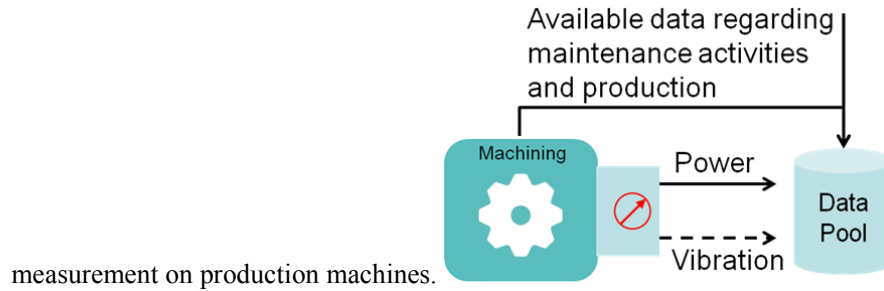 Available data regarding
maintenance activities
and production
Machining
Power
Data
Pool
Vibration
measurement on production machines.